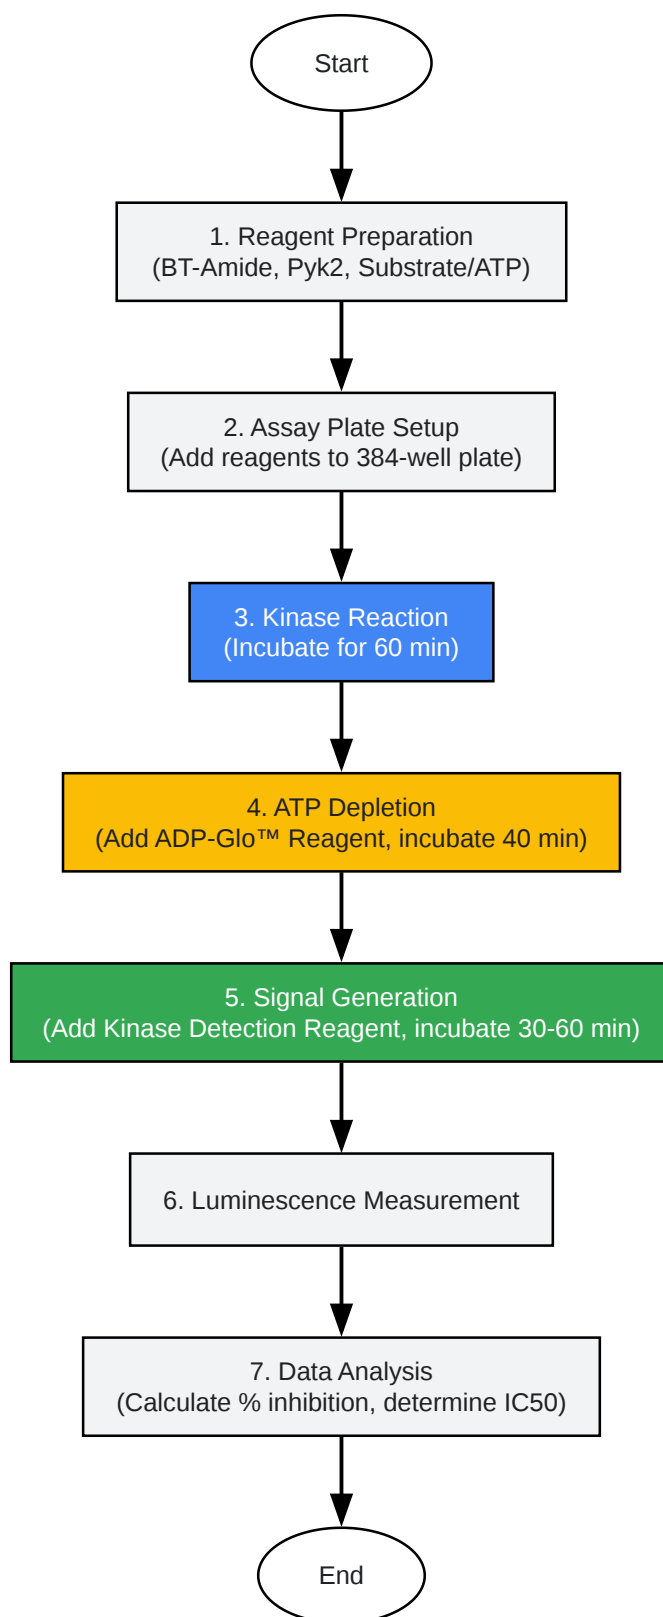 Start
1. Reagent Preparation
(BT-Amide, Pyk2, Substrate/ATP)
2. Assay Plate Setup
(Add reagents to 384-well plate)
3. Kinase Reaction
(Incubate for 60 min)
4. ATP Depletion
(Add ADP-Glo™ Reagent, incubate 40 min)
5. Signal Generation
(Add Kinase Detection Reagent, incubate 30-60 min)
6. Luminescence Measurement
7. Data Analysis
(Calculate % inhibition, determine IC50)
End